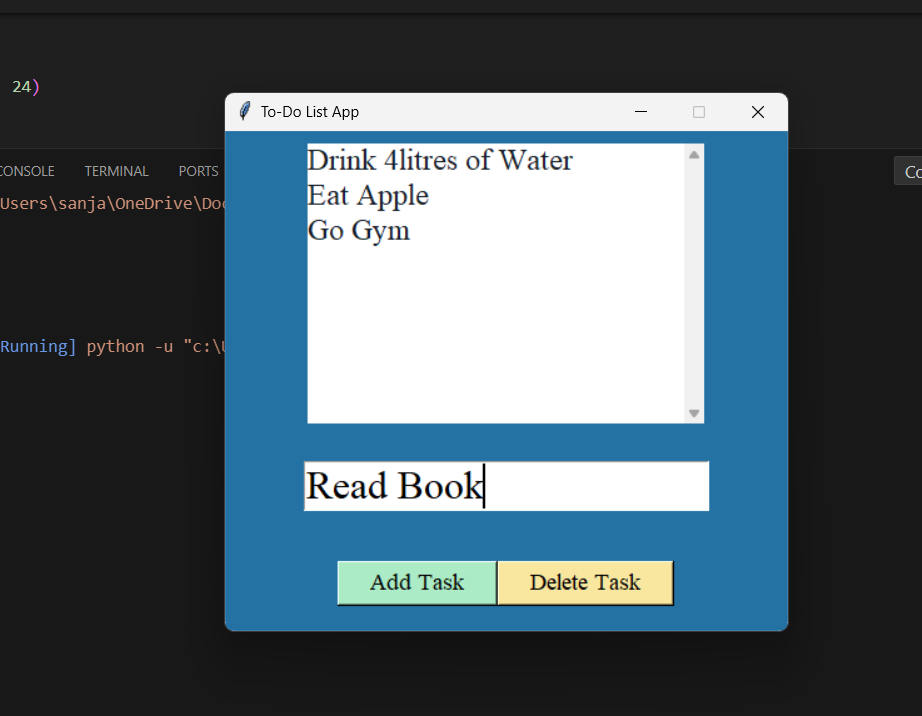 24)
To-Do List App
CONSOLE TERMINAL PORTS
Users\sanja\OneDrive\Doc
Running] python -u "c:\U
Drink 4litres of Water
Eat Apple
Go Gym
Read Book
Add Task Delete Task